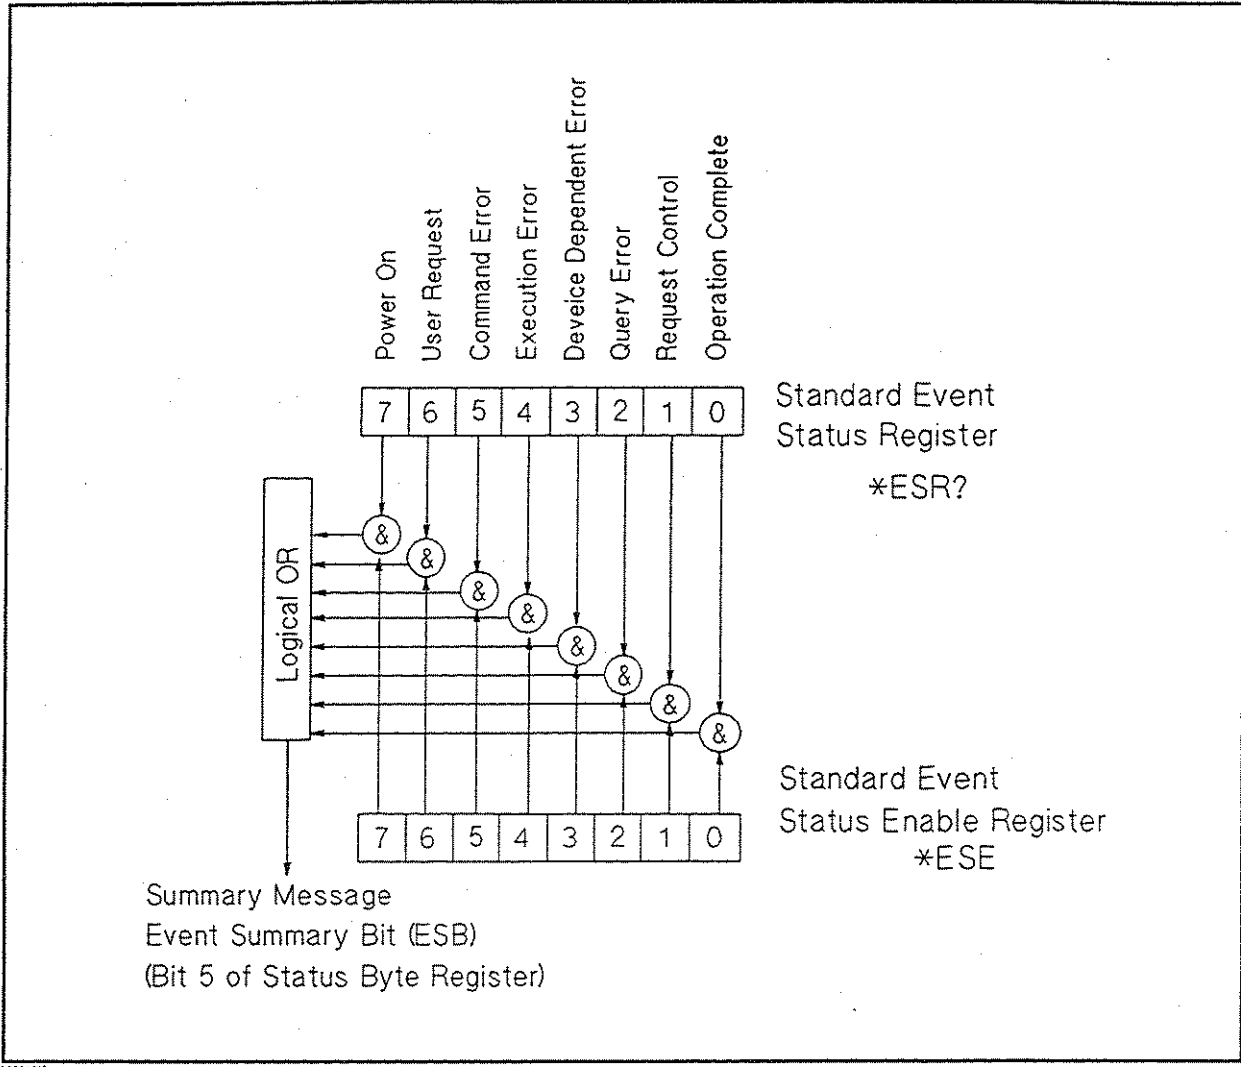 Power On
User Request
Command Error
Execution Error
Deveice Dependent Error
Query Error
Request Control
Operation Complete
7 6 5 4 3 2 1 0
Standard Event
Status Register
*ESR?
Logical OR
&
&
&
&
&
&
&
&
Standard Event
Status Enable Register
*ESE
7 6 5 4 3 2 1 0
Summary Message
Event Summary Bit (ESB)
(Bit 5 of Status Byte Register)